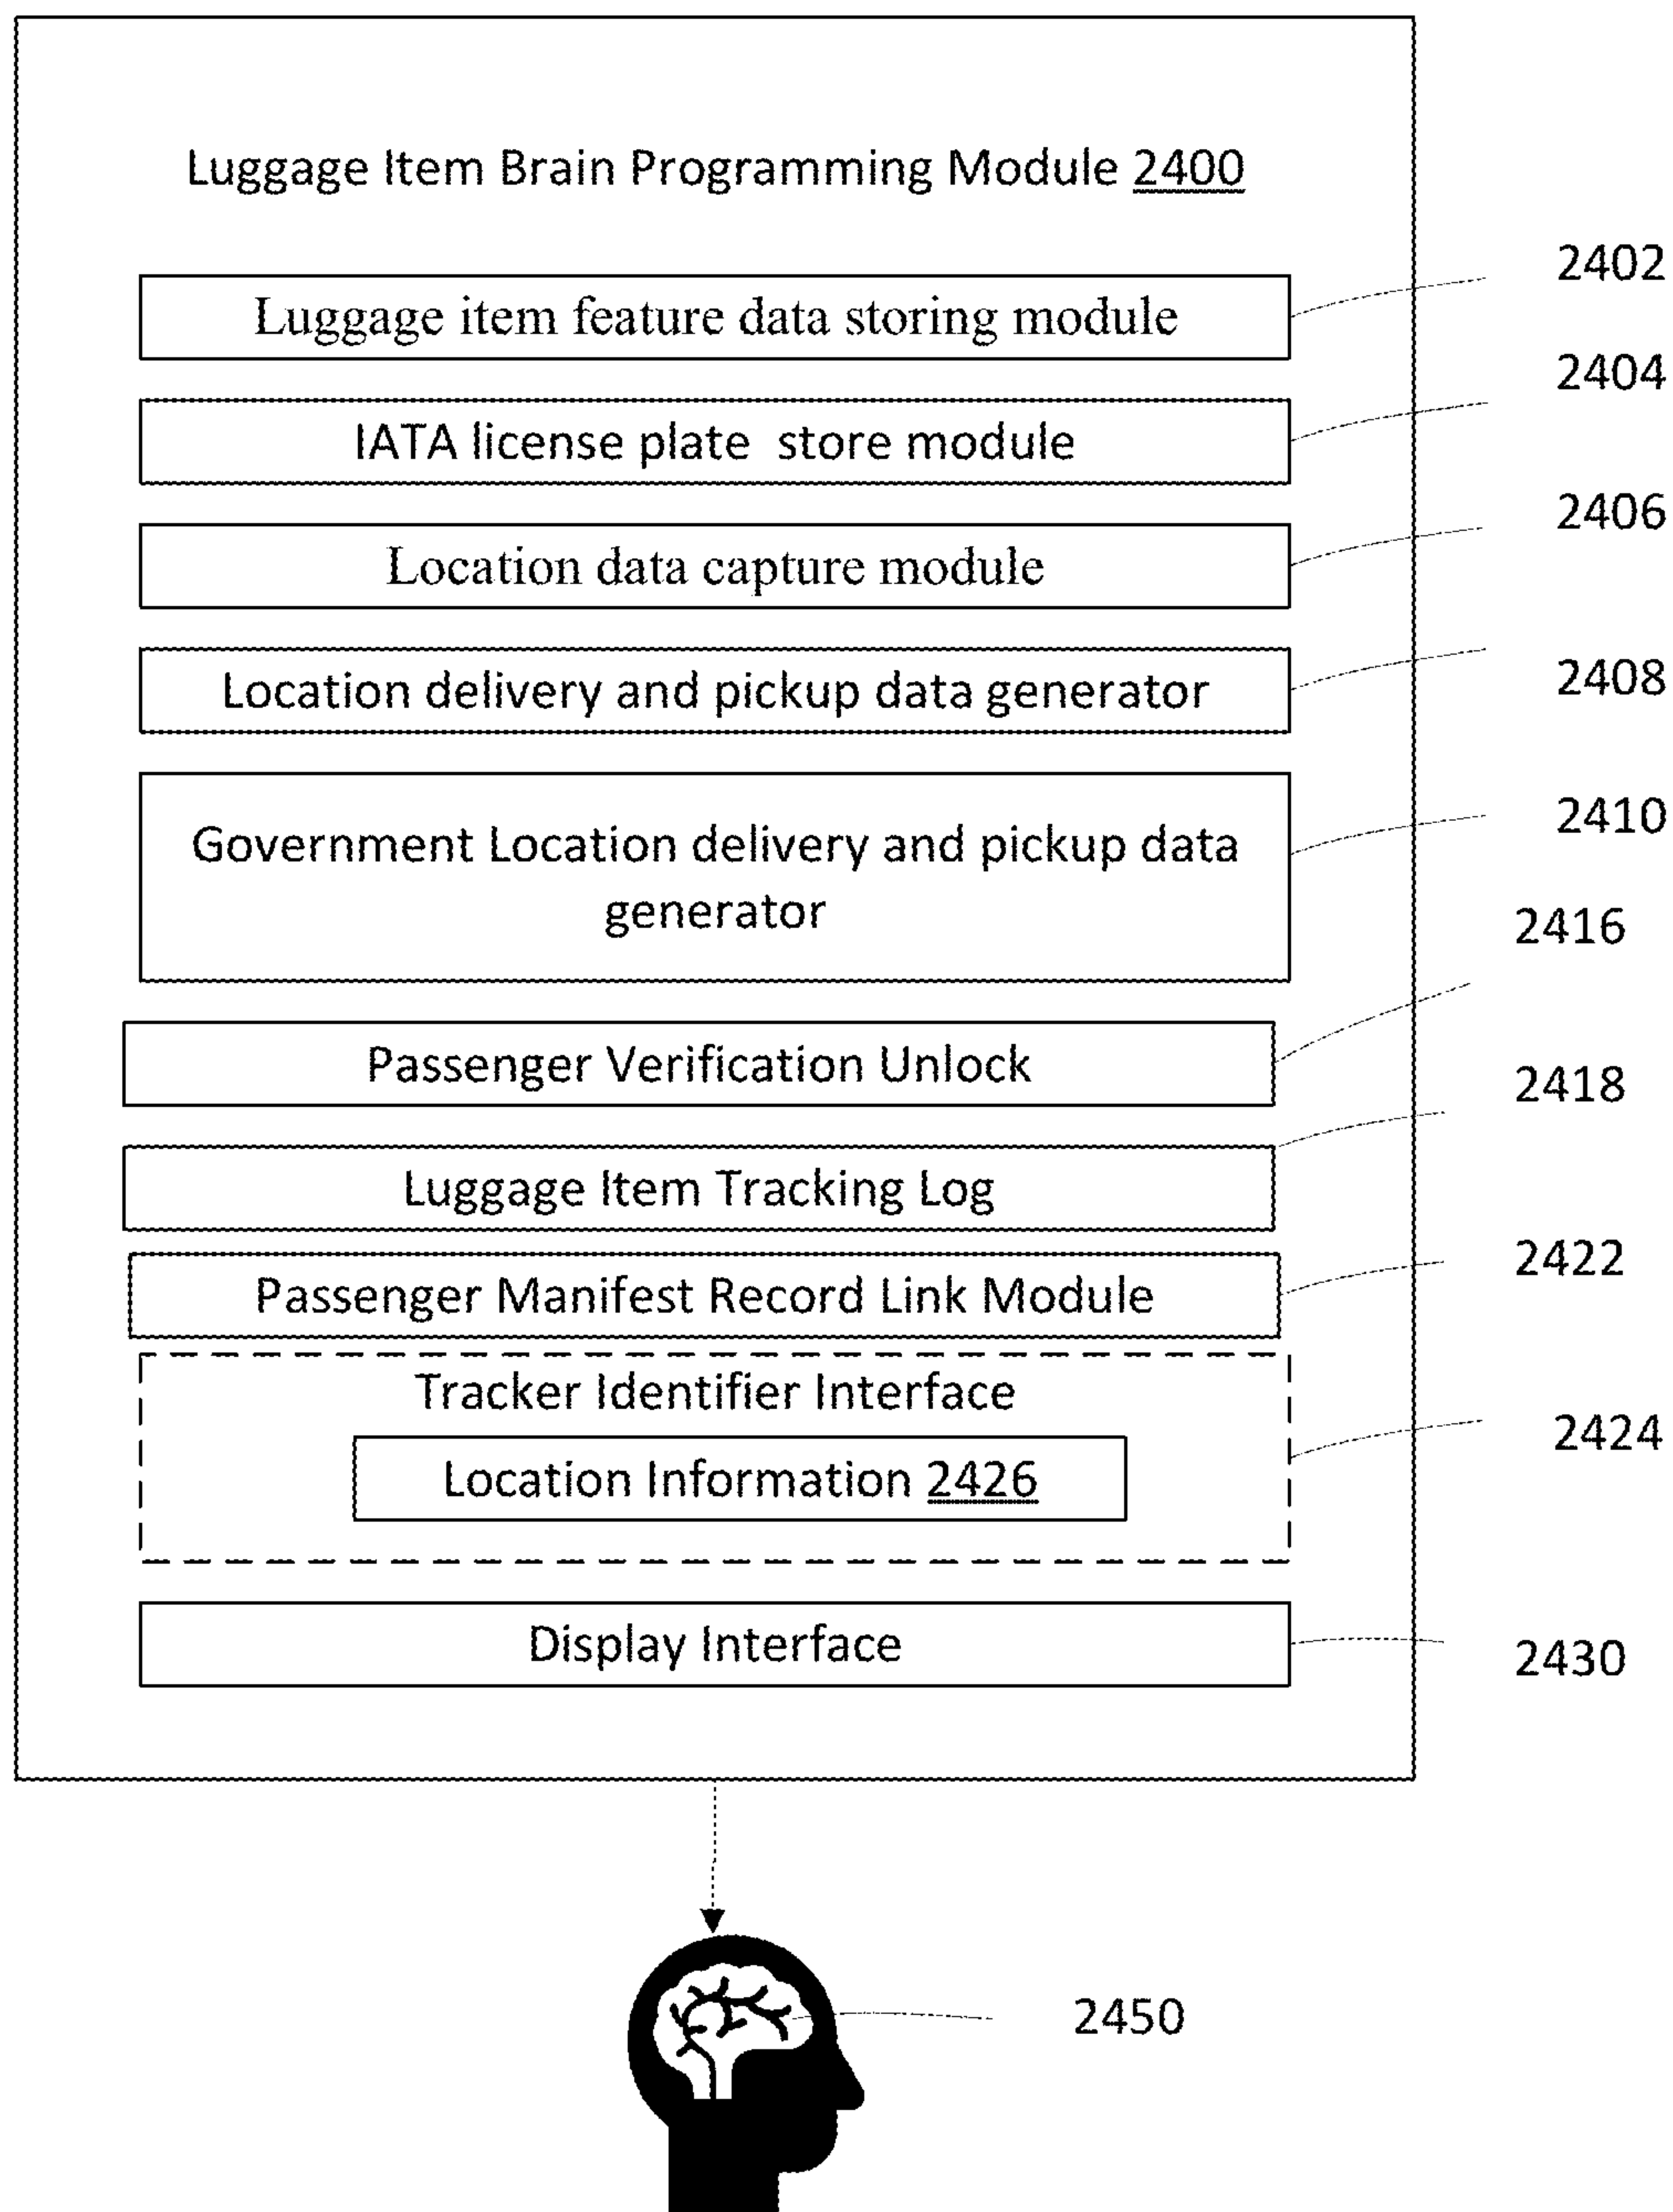 Luggage Item Brain Programming Module 2400
2402
Luggage item feature data storing module
2404
IATA license plate store module
2406
Location data capture module
2408
Location delivery and pickup data generator
2410
Government Location delivery and pickup data
generator
2416
Passenger Verification Unlock
2418
Luggage Item Tracking Log
2422
Passenger Manifest Record Link Module
Tracker Identifier Interface
2424
Location Information 2426
Display Interface
2430
2450